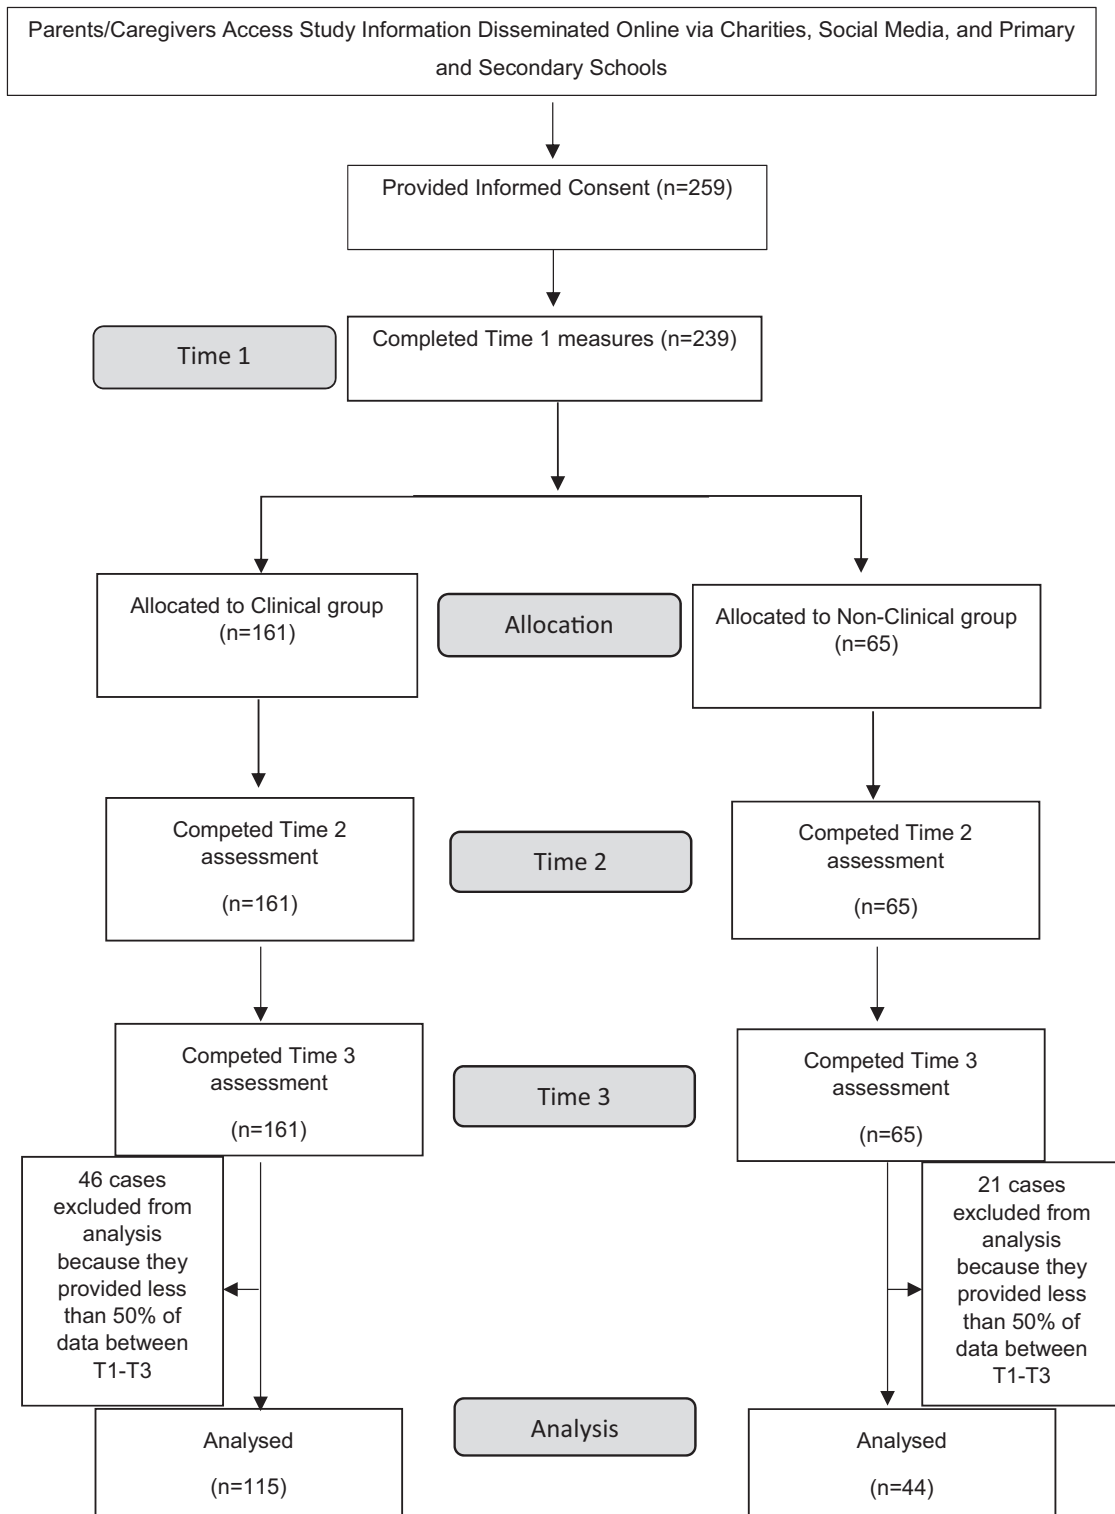 Parents/Caregivers Access Study Information Disseminated Online via Charities, Social Media, and Primary
and Secondary Schools
Provided Informed Consent (n=259)
Time 1
Completed Time 1 measures (n=239)
Allocated to Clinical group
(n=161)
Allocation
Allocated to Non-Clinical group
(n=65)
Competed Time 2
assessment
(n=161)
Time 2
Competed Time 2
assessment
(n=65)
Competed Time 3
assessment
(n=161)
Time 3
Competed Time 3
assessment
(n=65)
46 cases
excluded from
analysis
because they
provided less
than 50% of
data between
T1-T3
21 cases
excluded from
analysis
because they
provided less
than 50% of
data between
T1-T3
Analysed
(n=115)
Analysis
Analysed
(n=44)